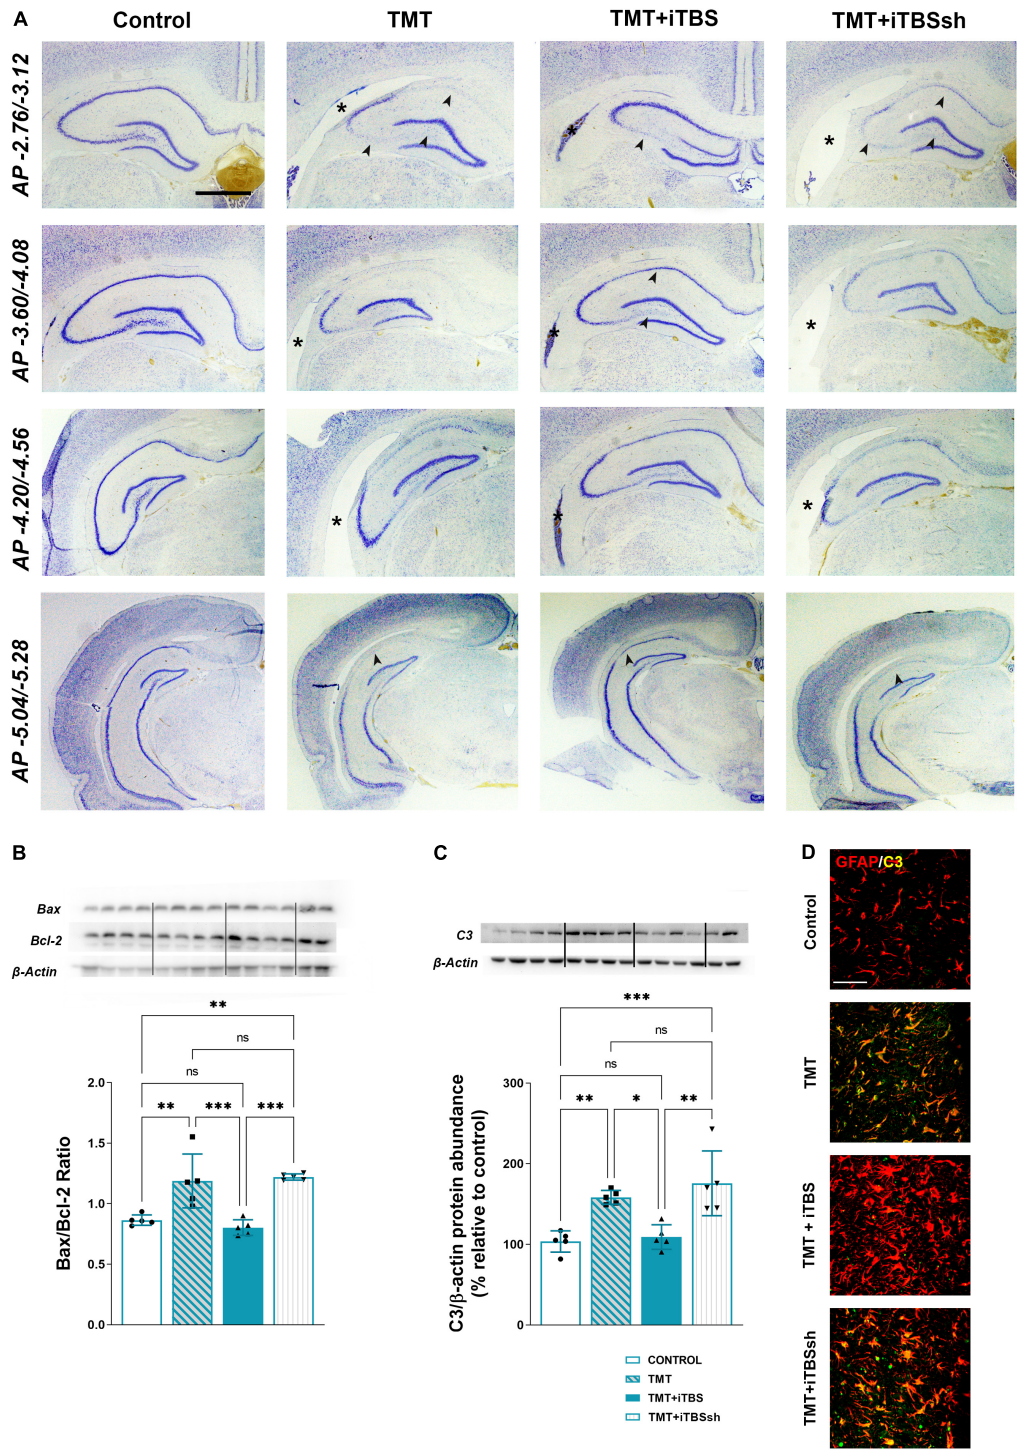 A
Control
TMT
TMT+iTBS
TMT+iTBSsh
AP -2.76/-3.12
*
*
*
AP -3.60/-4.08
*
*
*
AP -4.20/-4.56
*
*
*
AP -5.04/-5.28
B
Bax
Bcl-2
β-Actin
**
ns
ns
**
***
***
2.0
1.5
1.0
0.5
0.0
Bax/Bcl-2 Ratio
C
C3
β-Actin
***
ns
ns
**
*
**
300
200
100
0
C3/β-actin protein abundance
(% relative to control)
CONTROL
TMT
TMT+iTBS
TMT+iTBSsh
D
GFAP/C3
Control
TMT
TMT + iTBS
TMT+iTBSsh